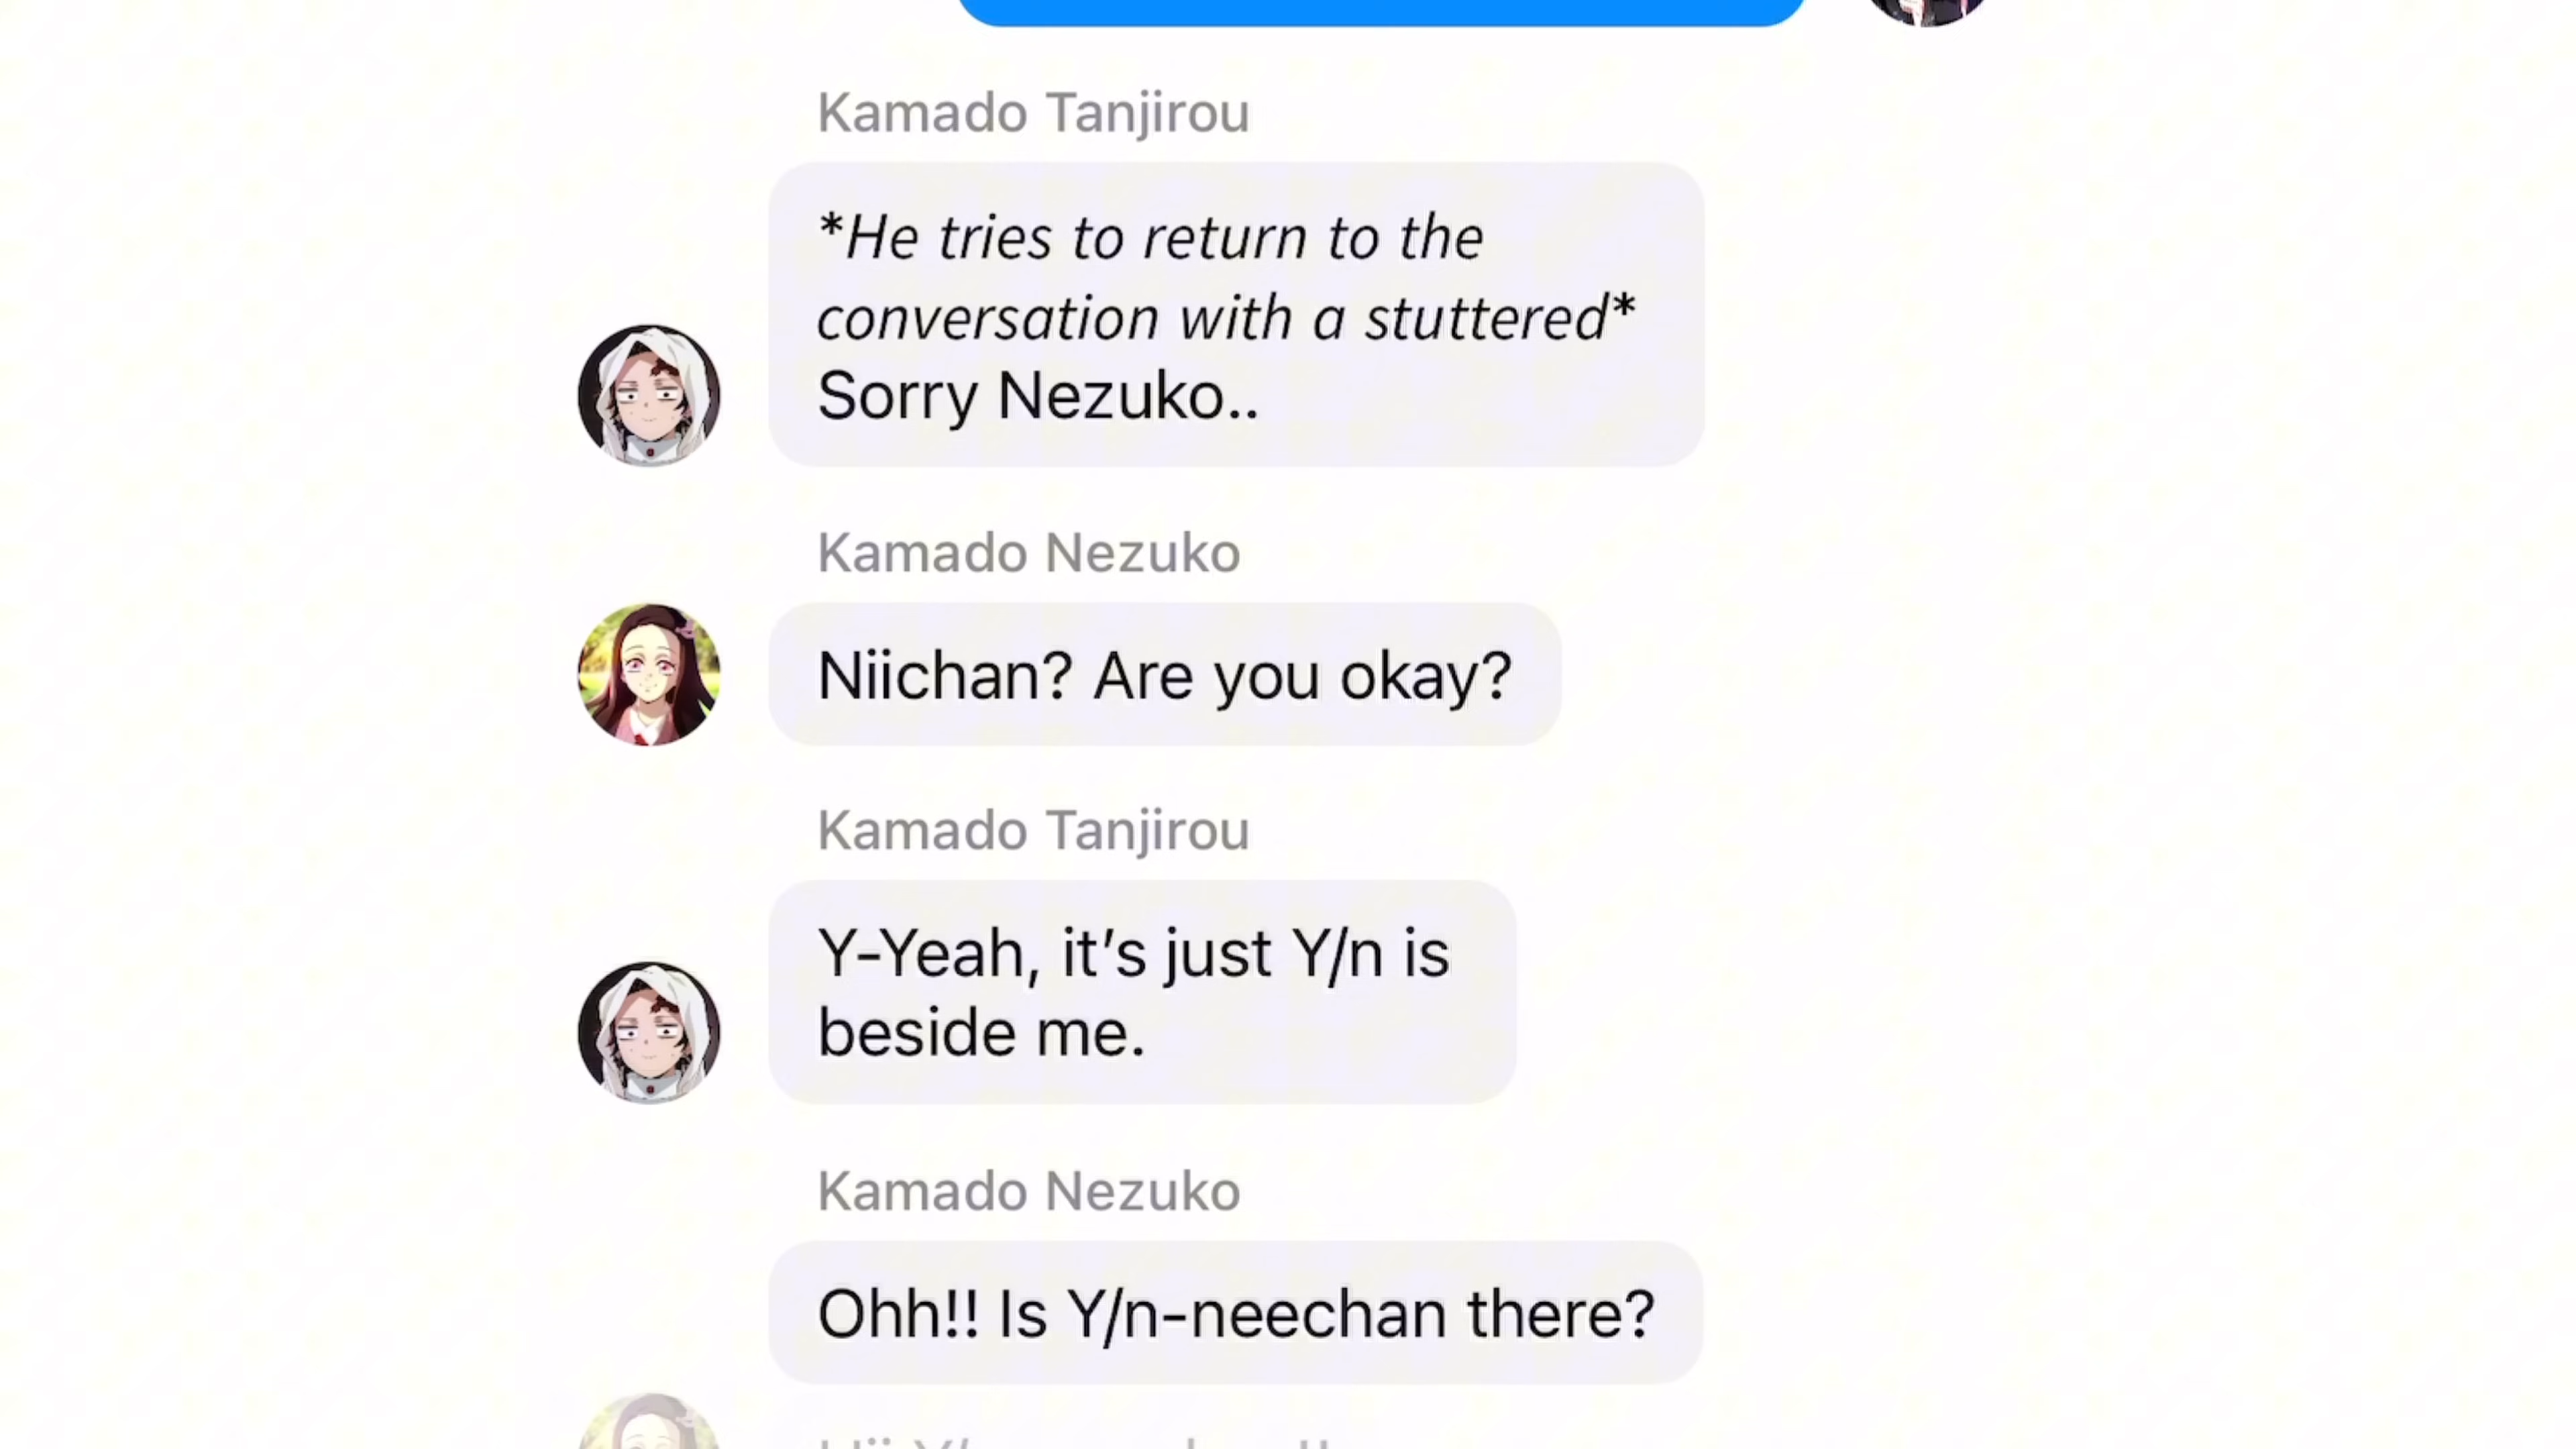 Kamado Tanjirou
*He tries to return to the
conversation with a stuttered*
Sorry Nezuko..
Kamado Nezuko
Niichan? Are you okay?
Kamado Tanjirou
Y-Yeah, it's just Y/n is
beside me.
Kamado Nezuko
Ohh!! Is Y/n-neechan there?